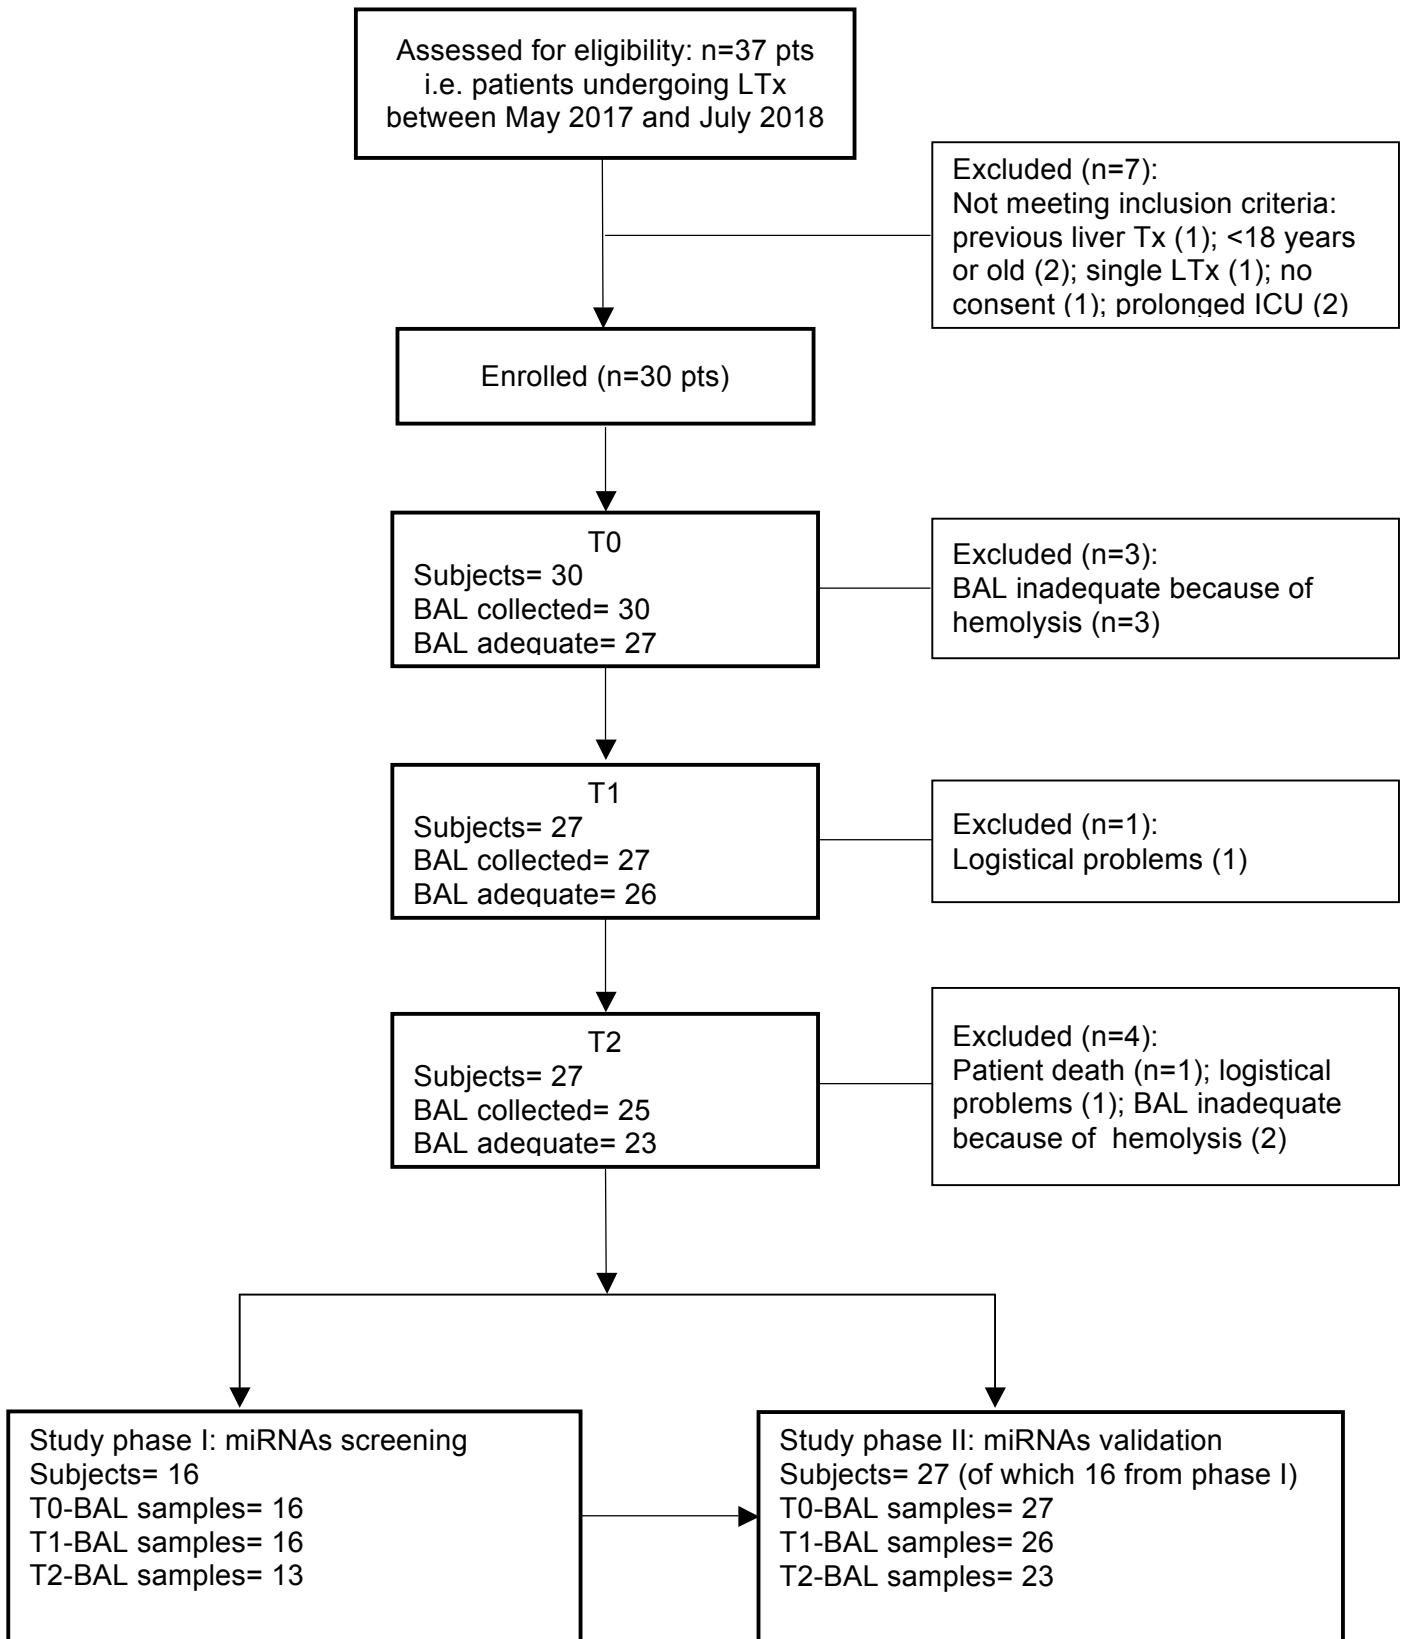 Assessed for eligibility: n=37 pts
i.e. patients undergoing LTx
between May 2017 and July 2018
Excluded (n=7):
Not meeting inclusion criteria:
previous liver Tx (1); <18 years
or old (2); single LTx (1); no
consent (1); prolonged ICU (2)
Enrolled (n=30 pts)
T0
Subjects= 30
BAL collected= 30
BAL adequate= 27
Excluded (n=3):
BAL inadequate because of
hemolysis (n=3)
T1
Subjects= 27
BAL collected= 27
BAL adequate= 26
Excluded (n=1):
Logistical problems (1)
T2
Subjects= 27
BAL collected= 25
BAL adequate= 23
Excluded (n=4):
Patient death (n=1); logistical
problems (1); BAL inadequate
because of  hemolysis (2)
Study phase I: miRNAs screening
Subjects= 16
T0-BAL samples= 16
T1-BAL samples= 16
T2-BAL samples= 13
Study phase II: miRNAs validation
Subjects= 27 (of which 16 from phase I)
T0-BAL samples= 27
T1-BAL samples= 26
T2-BAL samples= 23